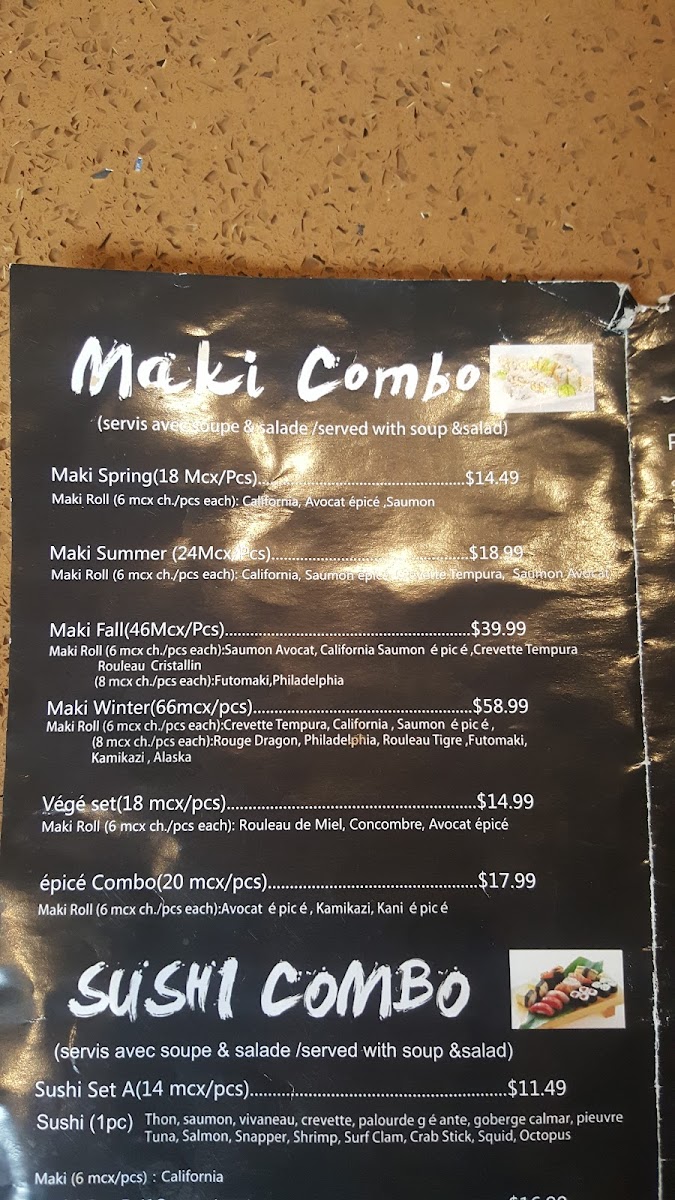 Maki Combo
(servis avec soupe & salade /served with soup &salad)
Maki Spring(18 Mcx/Pcs)..................................................$14.49
Maki Roll (6 mcx ch./pcs each): California, Avocat épicé ,Saumon
Maki Summer (24Mcx/Pcs)................................................$18.99
Maki Roll (6 mcx ch./pcs each): California, Saumon épicé, Crevette Tempura, Saumon Avocat
Maki Fall(46Mcx/Pcs)...........................................................$39.99
Maki Roll (6 mcx ch./pcs each):Saumon Avocat, California Saumon é pic é ,Crevette Tempura
Rouleau Cristallin
(8 mcx ch./pcs each):Futomaki,Philadelphia
Maki Winter(66mcx/pcs).....................................................$58.99
Maki Roll (6 mcx ch./pcs each):Crevette Tempura, California , Saumon é pic é ,
(8 mcx ch./pcs each):Rouge Dragon, Philadelphia, Rouleau Tigre ,Futomaki,
Kamikazi , Alaska
Végé set(18 mcx/pcs)............................................................$14.99
Maki Roll (6 mcx ch./pcs each): Rouleau de Miel, Concombre, Avocat épicé
épicé Combo(20 mcx/pcs)..................................................$17.99
Maki Roll (6 mcx ch./pcs each):Avocat é pic é , Kamikazi, Kani é pic é
SUSHI COMBO
(servis avec soupe & salade /served with soup &salad)
Sushi Set A(14 mcx/pcs)..............................................................$11.49
Sushi (1pc) Thon, saumon, vivaneau, crevette, palourde g é ante, goberge calmar, pieuvre
Tuna, Salmon, Snapper, Shrimp, Surf Clam, Crab Stick, Squid, Octopus
Maki (6 mcx/pcs) : California